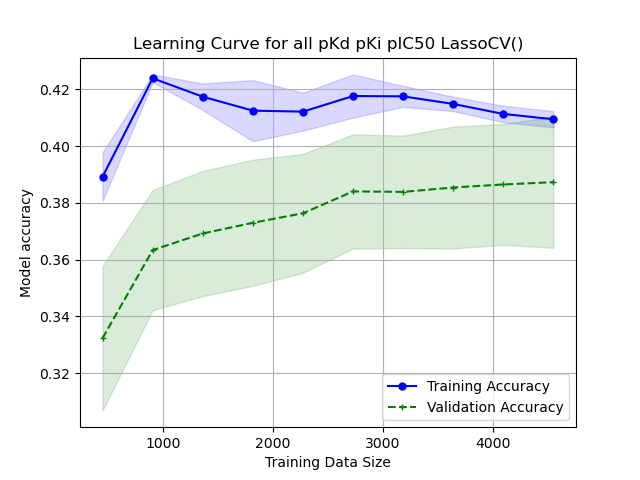 Learning Curve for all pKd pKi pIC50 LassoCV()
Model accuracy
0.42
0.40
0.38
0.36
0.34
0.32
1000
2000
3000
4000
Training Data Size
Training Accuracy
Validation Accuracy